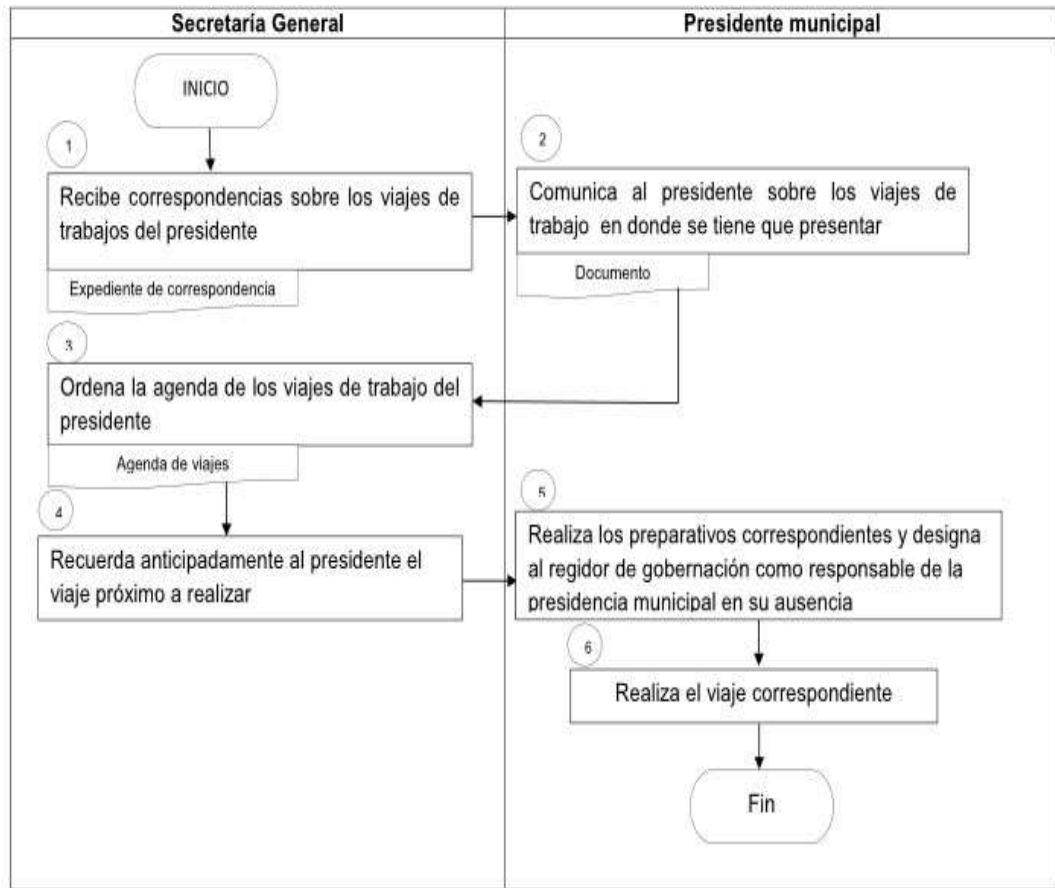 Secretaría General
Presidente municipal
INICIO
1
Recibe correspondencias sobre los viajes de
trabajos del presidente
Expediente de correspondencia
2
Comunica al presidente sobre los viajes de
trabajo en donde se tiene que presentar
Documento
3
Ordena la agenda de los viajes de trabajo del
presidente
Agenda de viajes
4
Recuerda anticipadamente al presidente el
viaje próximo a realizar
5
Realiza los preparativos correspondientes y designa
al regidor de gobernación como responsable de la
presidencia municipal en su ausencia
6
Realiza el viaje correspondiente
Fin